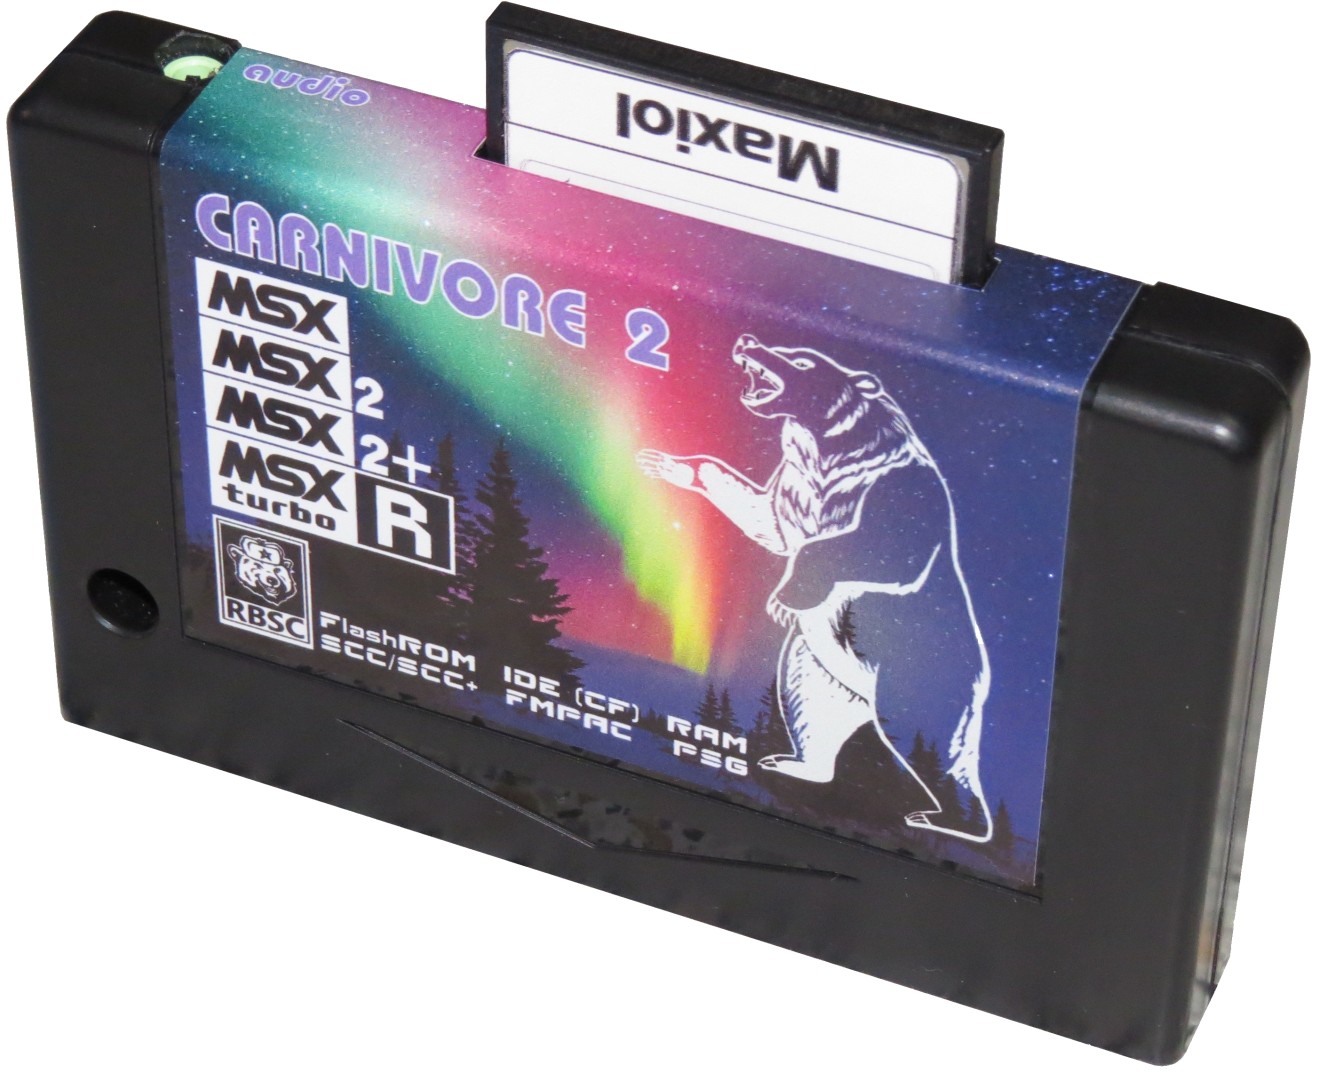 audio
Maxiol
CARNIVORE 2
MSX
MSX 2
MSX 2+
MSX
turbo R
RBSC
FlashROM IDE (CF) RAM
SCC/SCC+ FMPAC PSG